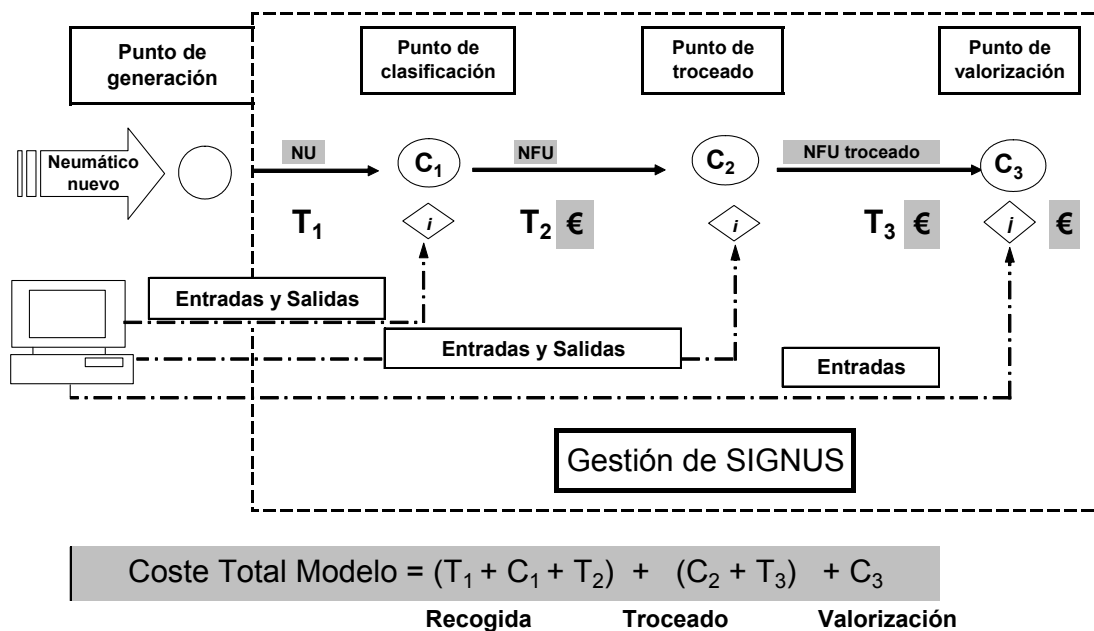 Punto de
generación
Punto de
clasificación
Punto de
troceado
Punto de
valorización
Neumático
nuevo
NU
C₁
NFU
C₂
NFU troceado
C₃
T₁
i
T₂ €
i
T₃ €
i
€
Entradas y Salidas
Entradas y Salidas
Entradas
Gestión de SIGNUS
Coste Total Modelo = (T₁ + C₁ + T₂) + (C₂ + T₃) + C₃
Recogida Troceado Valorización